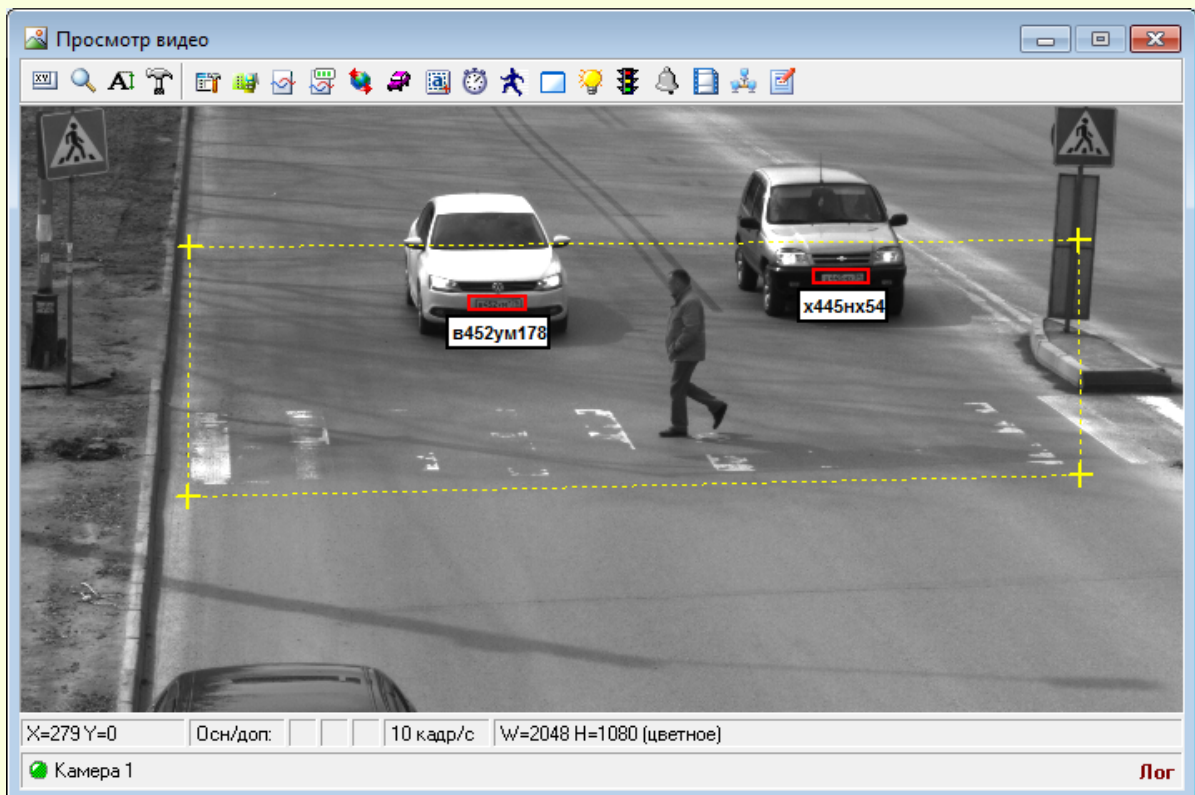 Просмотр видео
в452ум178
х445нх54
X=279 Y=0
Осн/доп:
10 кадр/с
W=2048 H=1080 (цветное)
Камера 1
Лог